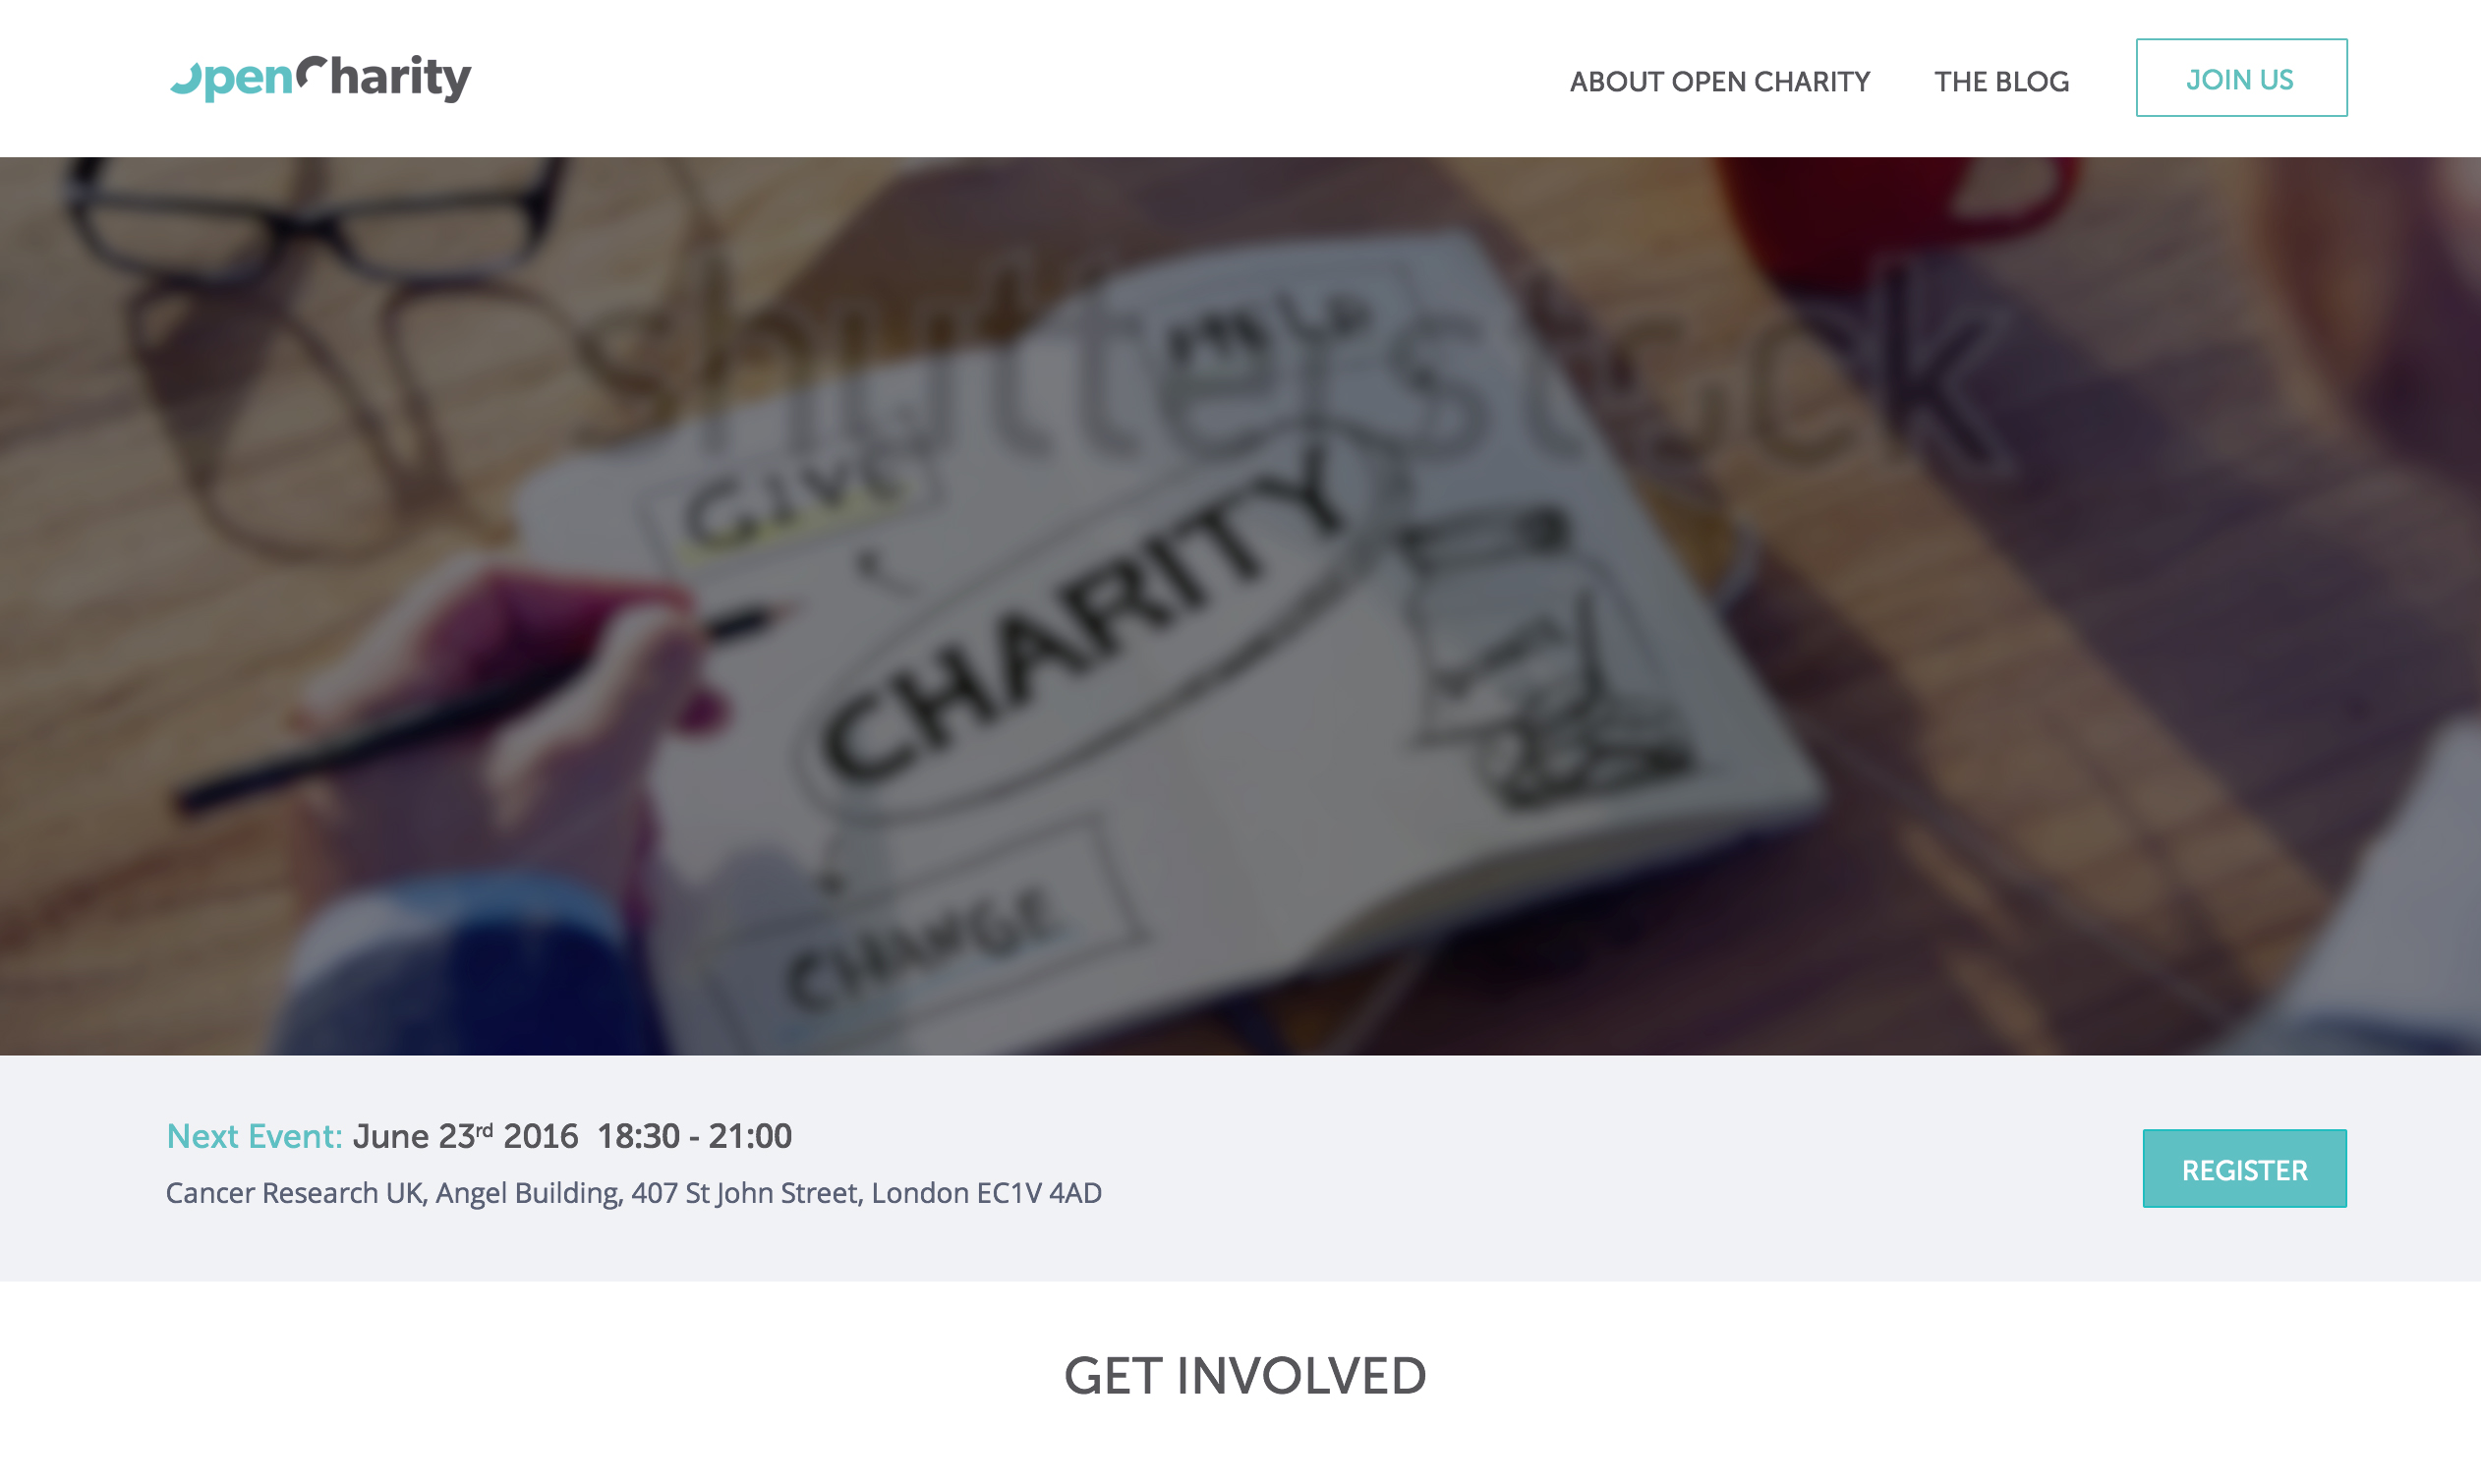 openCharity
ABOUT OPEN CHARITY
THE BLOG
JOIN US
shutterstock
HELP
GIVE
CHARITY
CHANGE
Next Event: June 23rd 2016 18:30 - 21:00
Cancer Research UK, Angel Building, 407 St John Street, London EC1V 4AD
REGISTER
GET INVOLVED